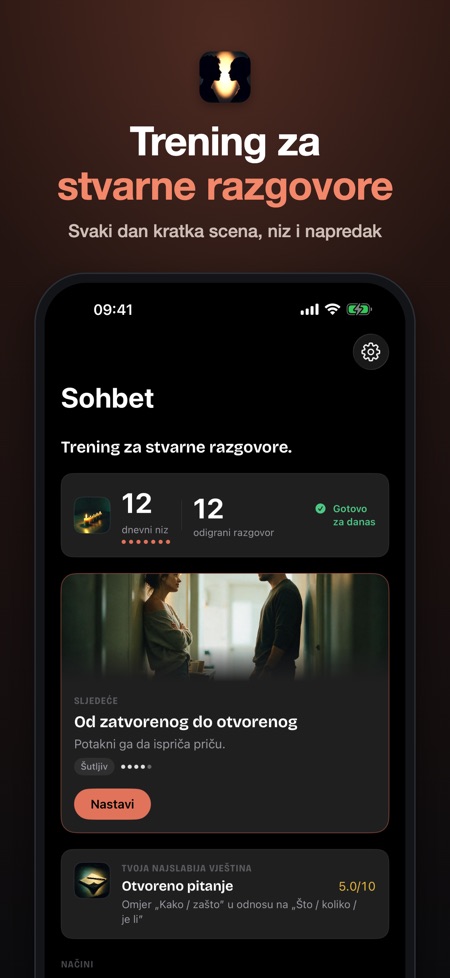 Trening za
stvarne razgovore
Svaki dan kratka scena, niz i napredak
09:41
Sohbet
Trening za stvarne razgovore.
12
dnevni niz
12
odigrani razgovor
Gotovo
za danas
SLJEDEĆE
Od zatvorenog do otvorenog
Potakni ga da ispriča priču.
Šutljiv
Nastavi
TVOJA NAJSLABIJA VJEŠTINA
Otvoreno pitanje
5.0/10
Omjer „Kako / zašto” u odnosu na „Što / koliko /
je li”
NAČINI